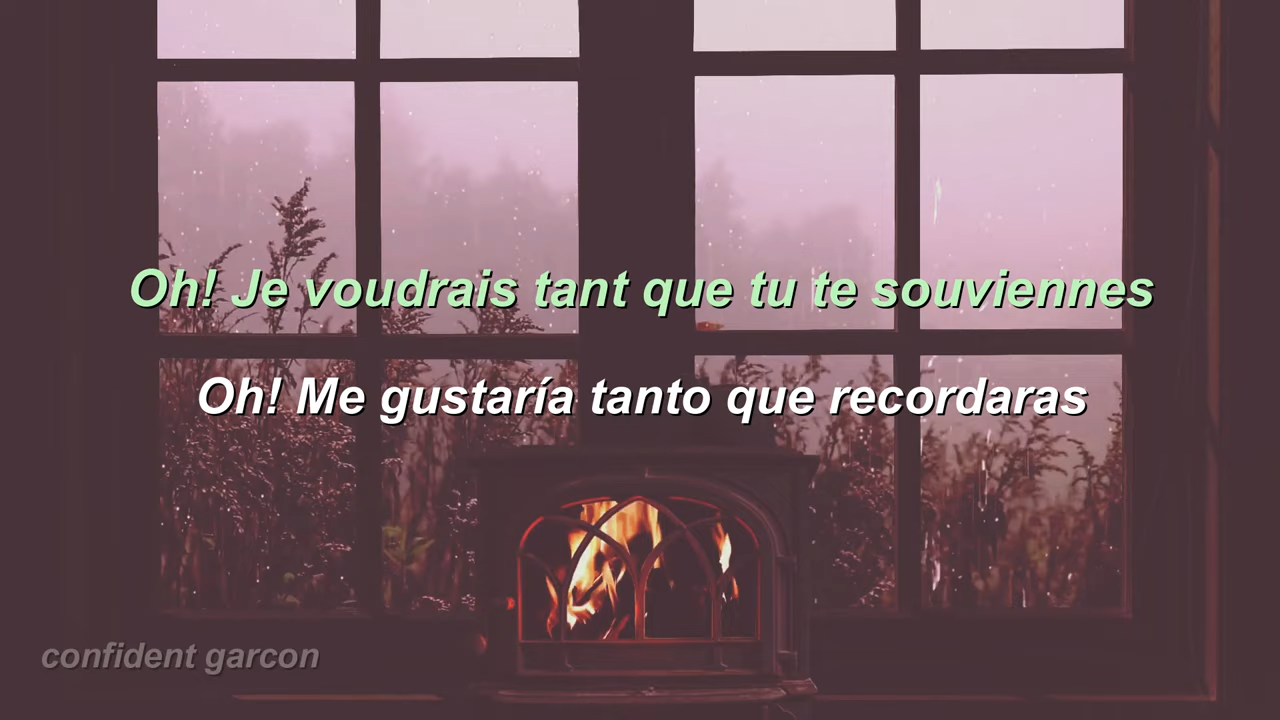 Oh! Je voudrais tant que tu te souviennes
Oh! Me gustaría tanto que recordaras
confident garcon